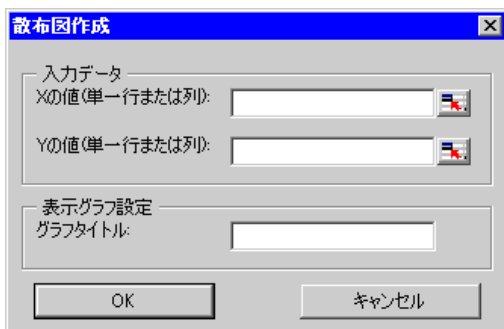 散布図作成
入力データ
Xの値(単一行または列):
Yの値(単一行または列):
表示グラフ設定
グラフタイトル:
OK
キャンセル